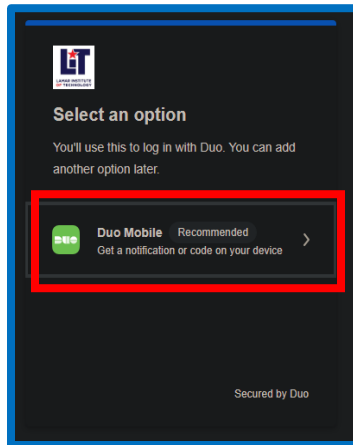 LiT
LAMAR INSTITUTE
OF TECHNOLOGY
Select an option
You'll use this to log in with Duo. You can add
another option later.
DUO
Duo Mobile Recommended
Get a notification or code on your device
Secured by Duo